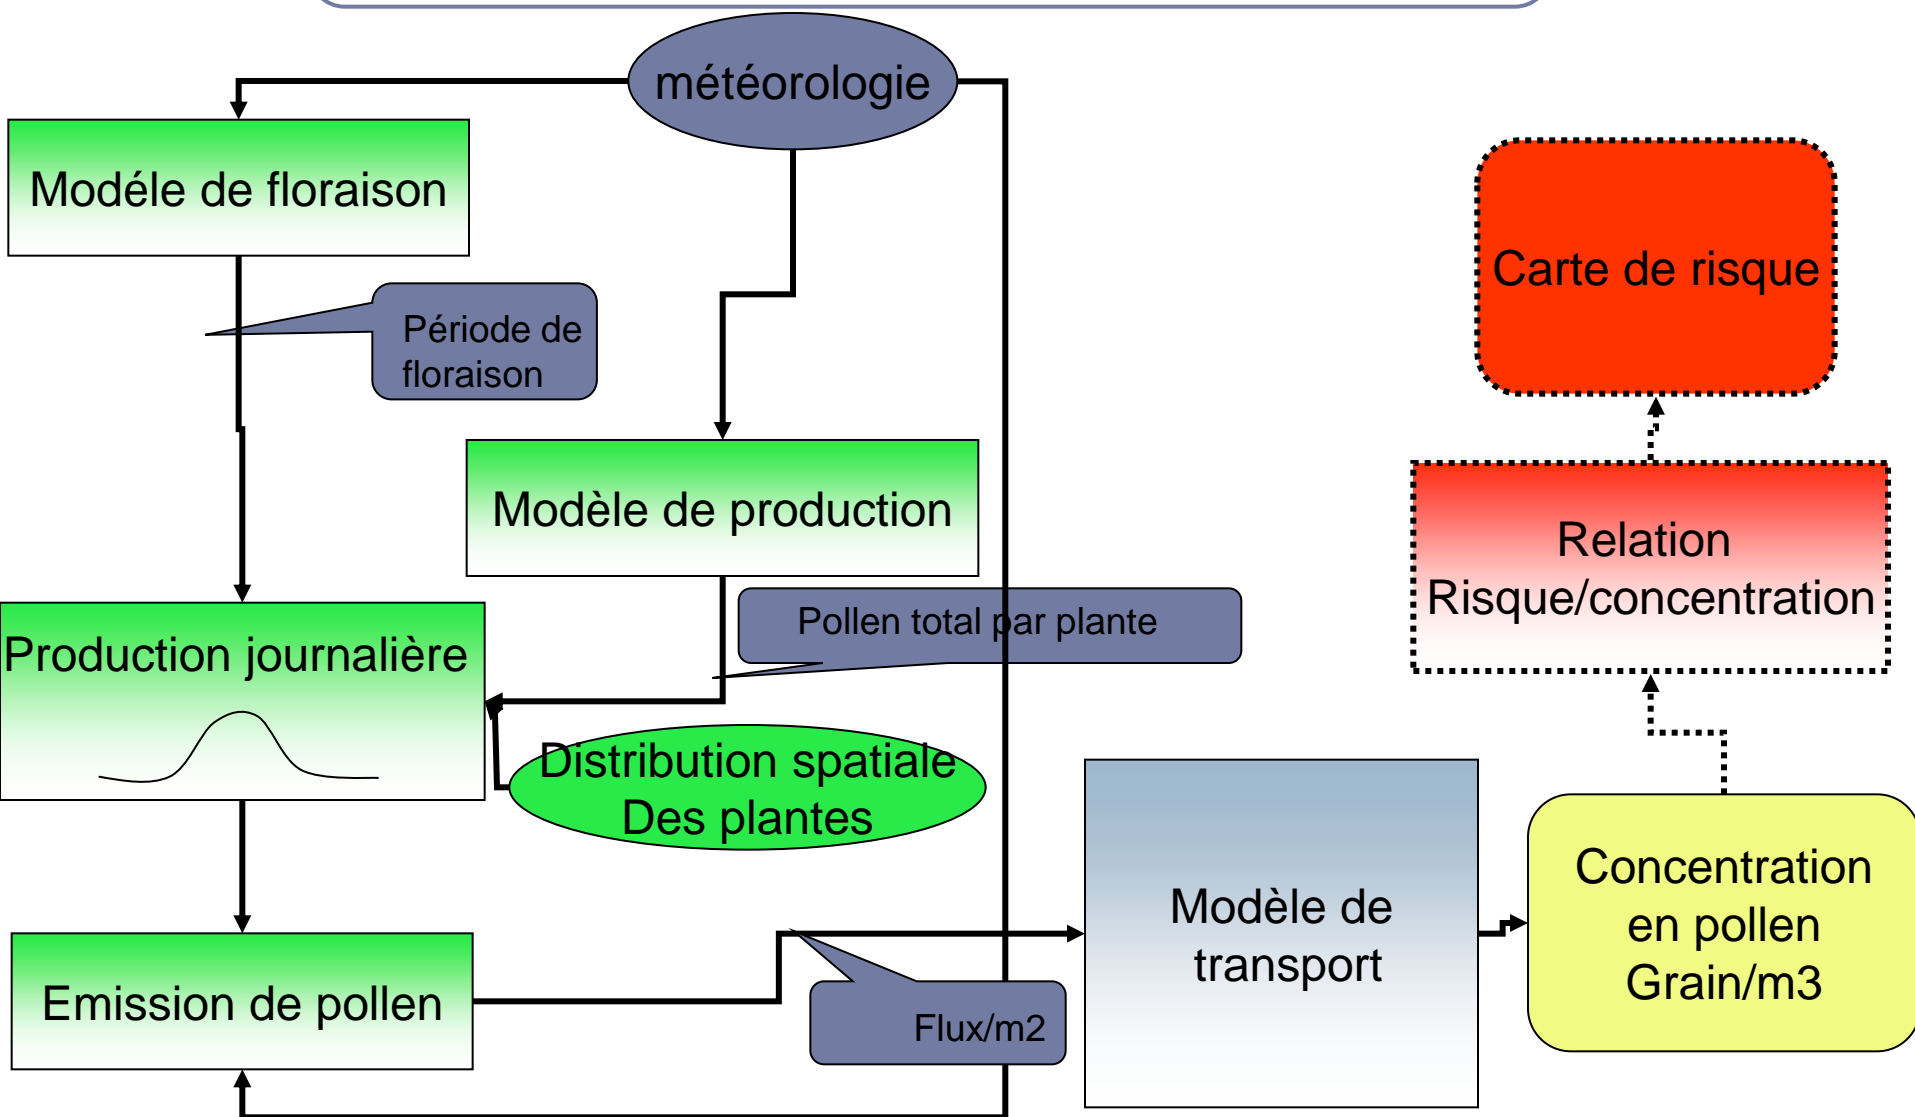 météorologie
Modéle de floraison
Carte de risque
Période de
floraison
Modèle de production
Relation
Risque/concentration
Pollen total par plante
Production journalière
Distribution spatiale
Des plantes
Concentration
en pollen
Grain/m3
Modèle de
transport
Emission de pollen
Flux/m2